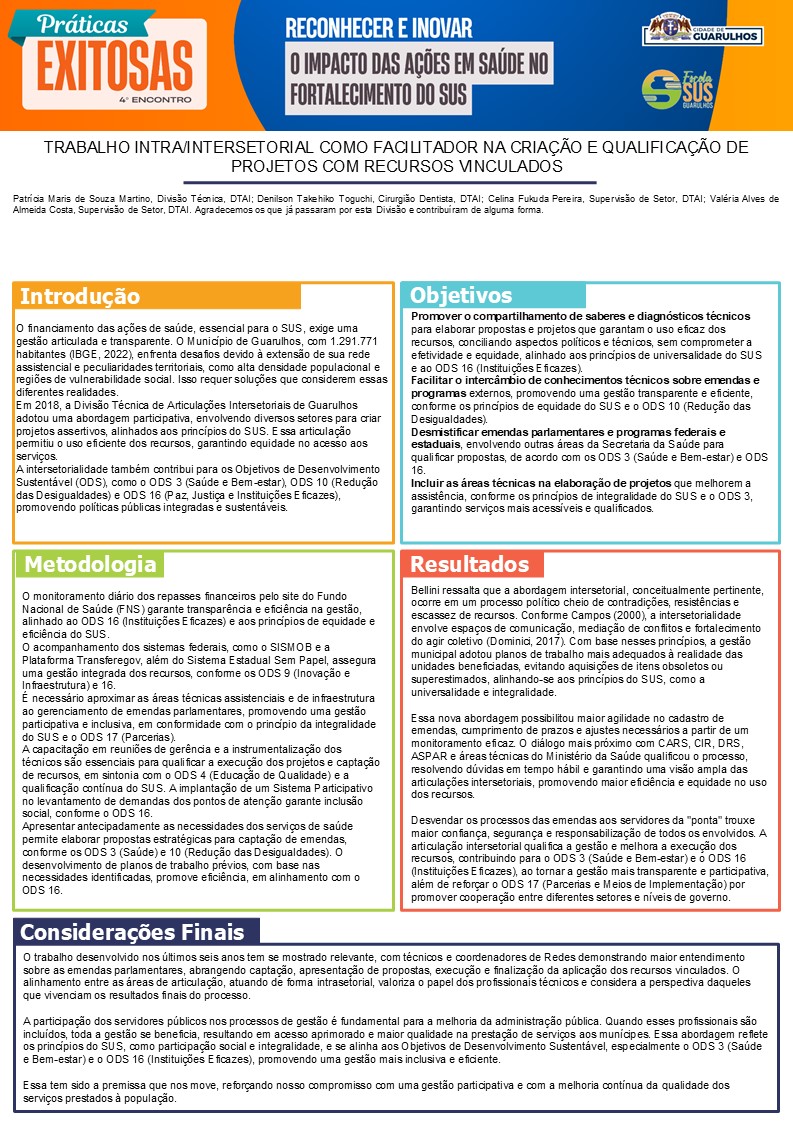 Práticas
EXITOSAS
4º ENCONTRO
RECONHECER E INOVAR
O IMPACTO DAS AÇÕES EM SAÚDE NO
FORTALECIMENTO DO SUS
CIDADE DE
GUARULHOS
Escola
SUS
GUARULHOS
TRABALHO INTRA/INTERSETORIAL COMO FACILITADOR NA CRIAÇÃO E QUALIFICAÇÃO DE
PROJETOS COM RECURSOS VINCULADOS
Patrícia Maris de Souza Martino, Divisão Técnica, DTAI; Denilson Takehiko Toguchi, Cirurgião Dentista, DTAI; Celina Fukuda Pereira, Supervisão de Setor, DTAI; Valéria Alves de
Almeida Costa, Supervisão de Setor, DTAI. Agradecemos os que já passaram por esta Divisão e contribuíram de alguma forma.
Introdução
O financiamento das ações de saúde, essencial para o SUS, exige uma
gestão articulada e transparente. O Município de Guarulhos, com 1.291.771
habitantes (IBGE, 2022), enfrenta desafios devido à extensão de sua rede
assistencial e peculiaridades territoriais, como alta densidade populacional e
regiões de vulnerabilidade social. Isso requer soluções que considerem essas
diferentes realidades.
Em 2018, a Divisão Técnica de Articulações Intersetoriais de Guarulhos
adotou uma abordagem participativa, envolvendo diversos setores para criar
projetos assertivos, alinhados aos princípios do SUS. Essa articulação
permitiu o uso eficiente dos recursos, garantindo equidade no acesso aos
serviços.
A intersetorialidade também contribui para os Objetivos de Desenvolvimento
Sustentável (ODS), como o ODS 3 (Saúde e Bem-estar), ODS 10 (Redução
das Desigualdades) e ODS 16 (Paz, Justiça e Instituições Eficazes),
promovendo políticas públicas integradas e sustentáveis.
Objetivos
Promover o compartilhamento de saberes e diagnósticos técnicos
para elaborar propostas e projetos que garantam o uso eficaz dos
recursos, conciliando aspectos políticos e técnicos, sem comprometer a
efetividade e equidade, alinhado aos princípios de universalidade do SUS
e ao ODS 16 (Instituições Eficazes).
Facilitar o intercâmbio de conhecimentos técnicos sobre emendas e
programas externos, promovendo uma gestão transparente e eficiente,
conforme os princípios de equidade do SUS e o ODS 10 (Redução das
Desigualdades).
Desmistificar emendas parlamentares e programas federais e
estaduais, envolvendo outras áreas da Secretaria da Saúde para
qualificar propostas, de acordo com os ODS 3 (Saúde e Bem-estar) e ODS
16.
Incluir as áreas técnicas na elaboração de projetos que melhorem a
assistência, conforme os princípios de integralidade do SUS e o ODS 3,
garantindo serviços mais acessíveis e qualificados.
Metodologia
O monitoramento diário dos repasses financeiros pelo site do Fundo
Nacional de Saúde (FNS) garante transparência e eficiência na gestão,
alinhado ao ODS 16 (Instituições Eficazes) e aos princípios de equidade e
eficiência do SUS.
O acompanhamento dos sistemas federais, como o SISMOB e a
Plataforma Transferegov, além do Sistema Estadual Sem Papel, assegura
uma gestão integrada dos recursos, conforme os ODS 9 (Inovação e
Infraestrutura) e 16.
É necessário aproximar as áreas técnicas assistenciais e de infraestrutura
ao gerenciamento de emendas parlamentares, promovendo uma gestão
participativa e inclusiva, em conformidade com o princípio da integralidade
do SUS e o ODS 17 (Parcerias).
A capacitação em reuniões de gerência e a instrumentalização dos
técnicos são essenciais para qualificar a execução dos projetos e captação
de recursos, em sintonia com o ODS 4 (Educação de Qualidade) e a
qualificação contínua do SUS. A implantação de um Sistema Participativo
no levantamento de demandas dos pontos de atenção garante inclusão
social, conforme o ODS 16.
Apresentar antecipadamente as necessidades dos serviços de saúde
permite elaborar propostas estratégicas para captação de emendas,
conforme os ODS 3 (Saúde) e 10 (Redução das Desigualdades). O
desenvolvimento de planos de trabalho prévios, com base nas
necessidades identificadas, promove eficiência, em alinhamento com o
ODS 16.
Resultados
Bellini ressalta que a abordagem intersetorial, conceitualmente pertinente,
ocorre em um processo político cheio de contradições, resistências e
escassez de recursos. Conforme Campos (2000), a intersetorialidade
envolve espaços de comunicação, mediação de conflitos e fortalecimento
do agir coletivo (Dominici, 2017). Com base nesses princípios, a gestão
municipal adotou planos de trabalho mais adequados à realidade das
unidades beneficiadas, evitando aquisições de itens obsoletos ou
superestimados, alinhando-se aos princípios do SUS, como a
universalidade e integralidade.
Essa nova abordagem possibilitou maior agilidade no cadastro de
emendas, cumprimento de prazos e ajustes necessários a partir de um
monitoramento eficaz. O diálogo mais próximo com CARS, CIR, DRS,
ASPAR e áreas técnicas do Ministério da Saúde qualificou o processo,
resolvendo dúvidas em tempo hábil e garantindo uma visão ampla das
articulações intersetoriais, promovendo maior eficiência e equidade no uso
dos recursos.
Desvendar os processos das emendas aos servidores da "ponta" trouxe
maior confiança, segurança e responsabilização de todos os envolvidos. A
articulação intersetorial qualifica a gestão e melhora a execução dos
recursos, contribuindo para o ODS 3 (Saúde e Bem-estar) e o ODS 16
(Instituições Eficazes), ao tornar a gestão mais transparente e participativa,
além de reforçar o ODS 17 (Parcerias e Meios de Implementação) por
promover cooperação entre diferentes setores e níveis de governo.
Considerações Finais
O trabalho desenvolvido nos últimos seis anos tem se mostrado relevante, com técnicos e coordenadores de Redes demonstrando maior entendimento
sobre as emendas parlamentares, abrangendo captação, apresentação de propostas, execução e finalização da aplicação dos recursos vinculados. O
alinhamento entre as áreas de articulação, atuando de forma intrasetorial, valoriza o papel dos profissionais técnicos e considera a perspectiva daqueles
que vivenciam os resultados finais do processo.
A participação dos servidores públicos nos processos de gestão é fundamental para a melhoria da administração pública. Quando esses profissionais são
incluídos, toda a gestão se beneficia, resultando em acesso aprimorado e maior qualidade na prestação de serviços aos munícipes. Essa abordagem reflete
os princípios do SUS, como participação social e integralidade, e se alinha aos Objetivos de Desenvolvimento Sustentável, especialmente o ODS 3 (Saúde
e Bem-estar) e o ODS 16 (Instituições Eficazes), promovendo uma gestão mais inclusiva e eficiente.
Essa tem sido a premissa que nos move, reforçando nosso compromisso com uma gestão participativa e com a melhoria contínua da qualidade dos
serviços prestados à população.